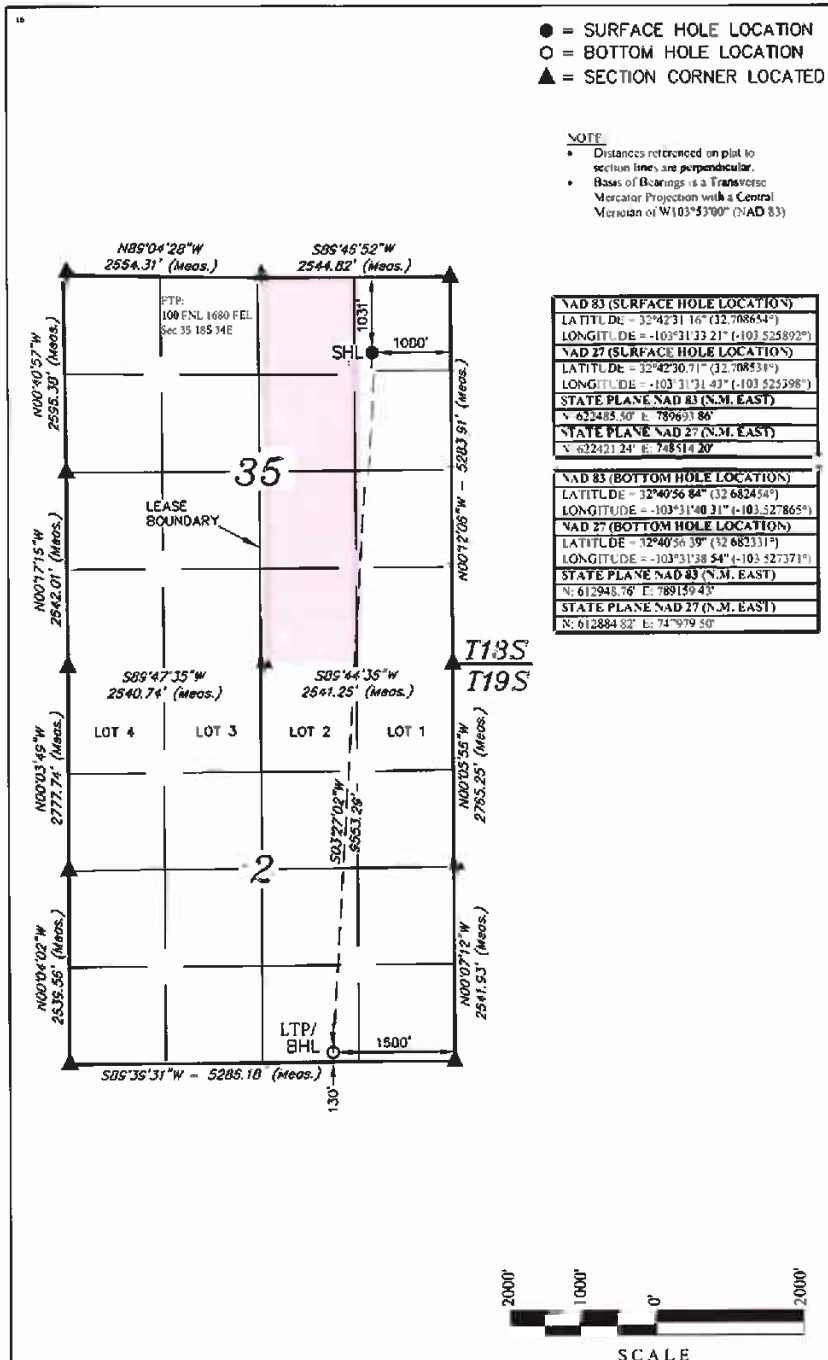 ● = SURFACE HOLE LOCATION
○ = BOTTOM HOLE LOCATION
▲ = SECTION CORNER LOCATED
NOTE
• Distances referenced on plat to
section lines are perpendicular.
• Basis of Bearings is a Transverse
Mercator Projection with a Central
Meridian of W103°53'00" (NAD 83)
N89°04'28"W
2554.31' (Meas.)
S89°46'52"W
2544.82' (Meas.)
FTP:
100 FNL 1680 FEL
Sec 35 18S 34E
1031'
SHL
1080'
N00°40'57"W
2595.38' (Meas.)
N00°12'06"W - 5283.91' (Meas.)
35
LEASE
BOUNDARY
N00°17'15"W
2542.01' (Meas.)
S89°47'35"W
2540.74' (Meas.)
S89°44'36"W
2541.25' (Meas.)
T18S
T19S
LOT 4
LOT 3
LOT 2
LOT 1
N00°03'49"W
2777.74' (Meas.)
N00°05'55"W
2765.25' (Meas.)
S03°27'02"W
9553.29'
2
N00°04'02"W
2539.56' (Meas.)
N00°07'12"W
2541.93' (Meas.)
LTP/
BHL
1600'
S89°39'31"W - 5285.18' (Meas.)
130'
NAD 83 (SURFACE HOLE LOCATION)
LATITUDE = 32°42'31.16" (32.708654°)
LONGITUDE = -103°31'33.21" (-103.525892°)
NAD 27 (SURFACE HOLE LOCATION)
LATITUDE = 32°42'30.71" (32.708531°)
LONGITUDE = -103°31'31.43" (-103.525398°)
STATE PLANE NAD 83 (N.M. EAST)
N: 622485.50' E: 789693.86'
STATE PLANE NAD 27 (N.M. EAST)
N: 622421.24' E: 748514.20'
NAD 83 (BOTTOM HOLE LOCATION)
LATITUDE = 32°40'56.84" (32.682454°)
LONGITUDE = -103°31'40.31" (-103.527865°)
NAD 27 (BOTTOM HOLE LOCATION)
LATITUDE = 32°40'56.39" (32.682331°)
LONGITUDE = -103°31'38.54" (-103.527371°)
STATE PLANE NAD 83 (N.M. EAST)
N: 612948.76' E: 789159.43'
STATE PLANE NAD 27 (N.M. EAST)
N: 612884.82' E: 747979.50'
2000'
1000'
0'
2000'
SCALE